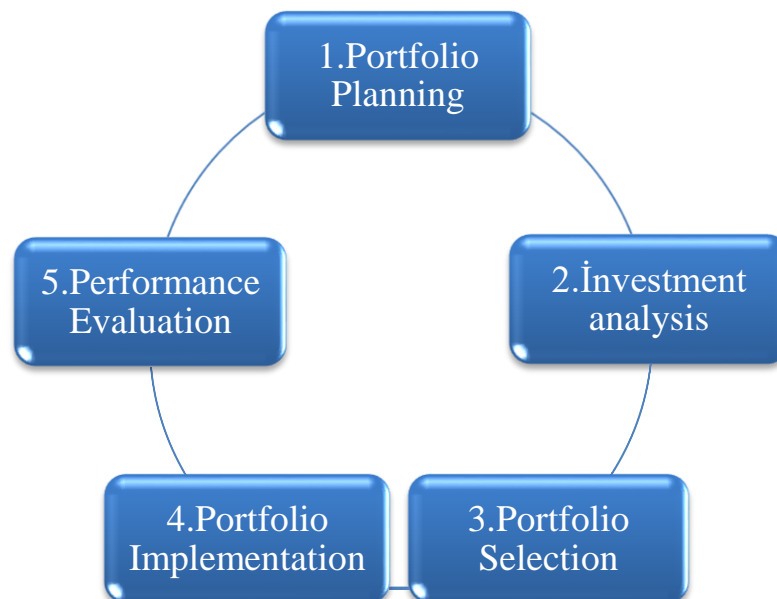 1.Portfolio
Planning
2.İnvestment
analysis
3.Portfolio
Selection
4.Portfolio
Implementation
5.Performance
Evaluation